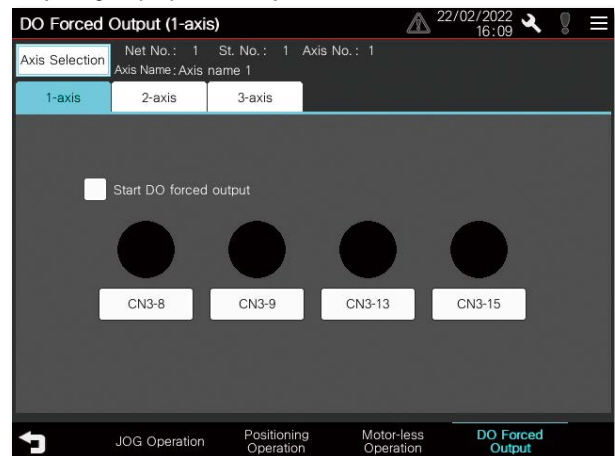 DO Forced Output (1-axis)
22/02/2022
16:09
Axis Selection
Net No.: 1 St. No.: 1 Axis No.: 1
Axis Name:Axis name 1
1-axis
2-axis
3-axis
Start DO forced output
CN3-8
CN3-9
CN3-13
CN3-15
JOG Operation
Positioning
Operation
Motor-less
Operation
DO Forced
Output